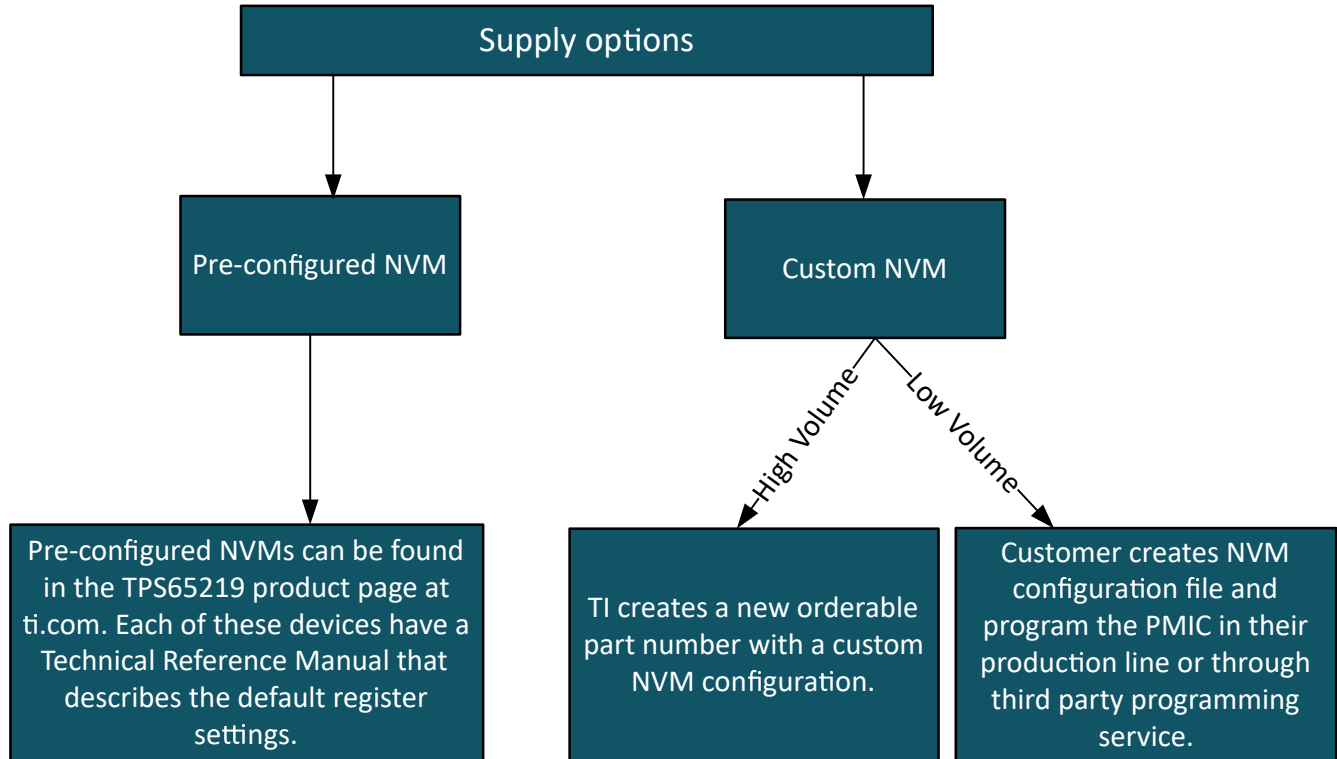 Supply options
Pre-configured NVM
Custom NVM
High Volume
Low Volume
Pre-configured NVMs can be found
in the TPS65219 product page at
ti.com. Each of these devices have a
Technical Reference Manual that
describes the default register
settings.
TI creates a new orderable
part number with a custom
NVM configuration.
Customer creates NVM
configuration file and
program the PMIC in their
production line or through
third party programming
service.